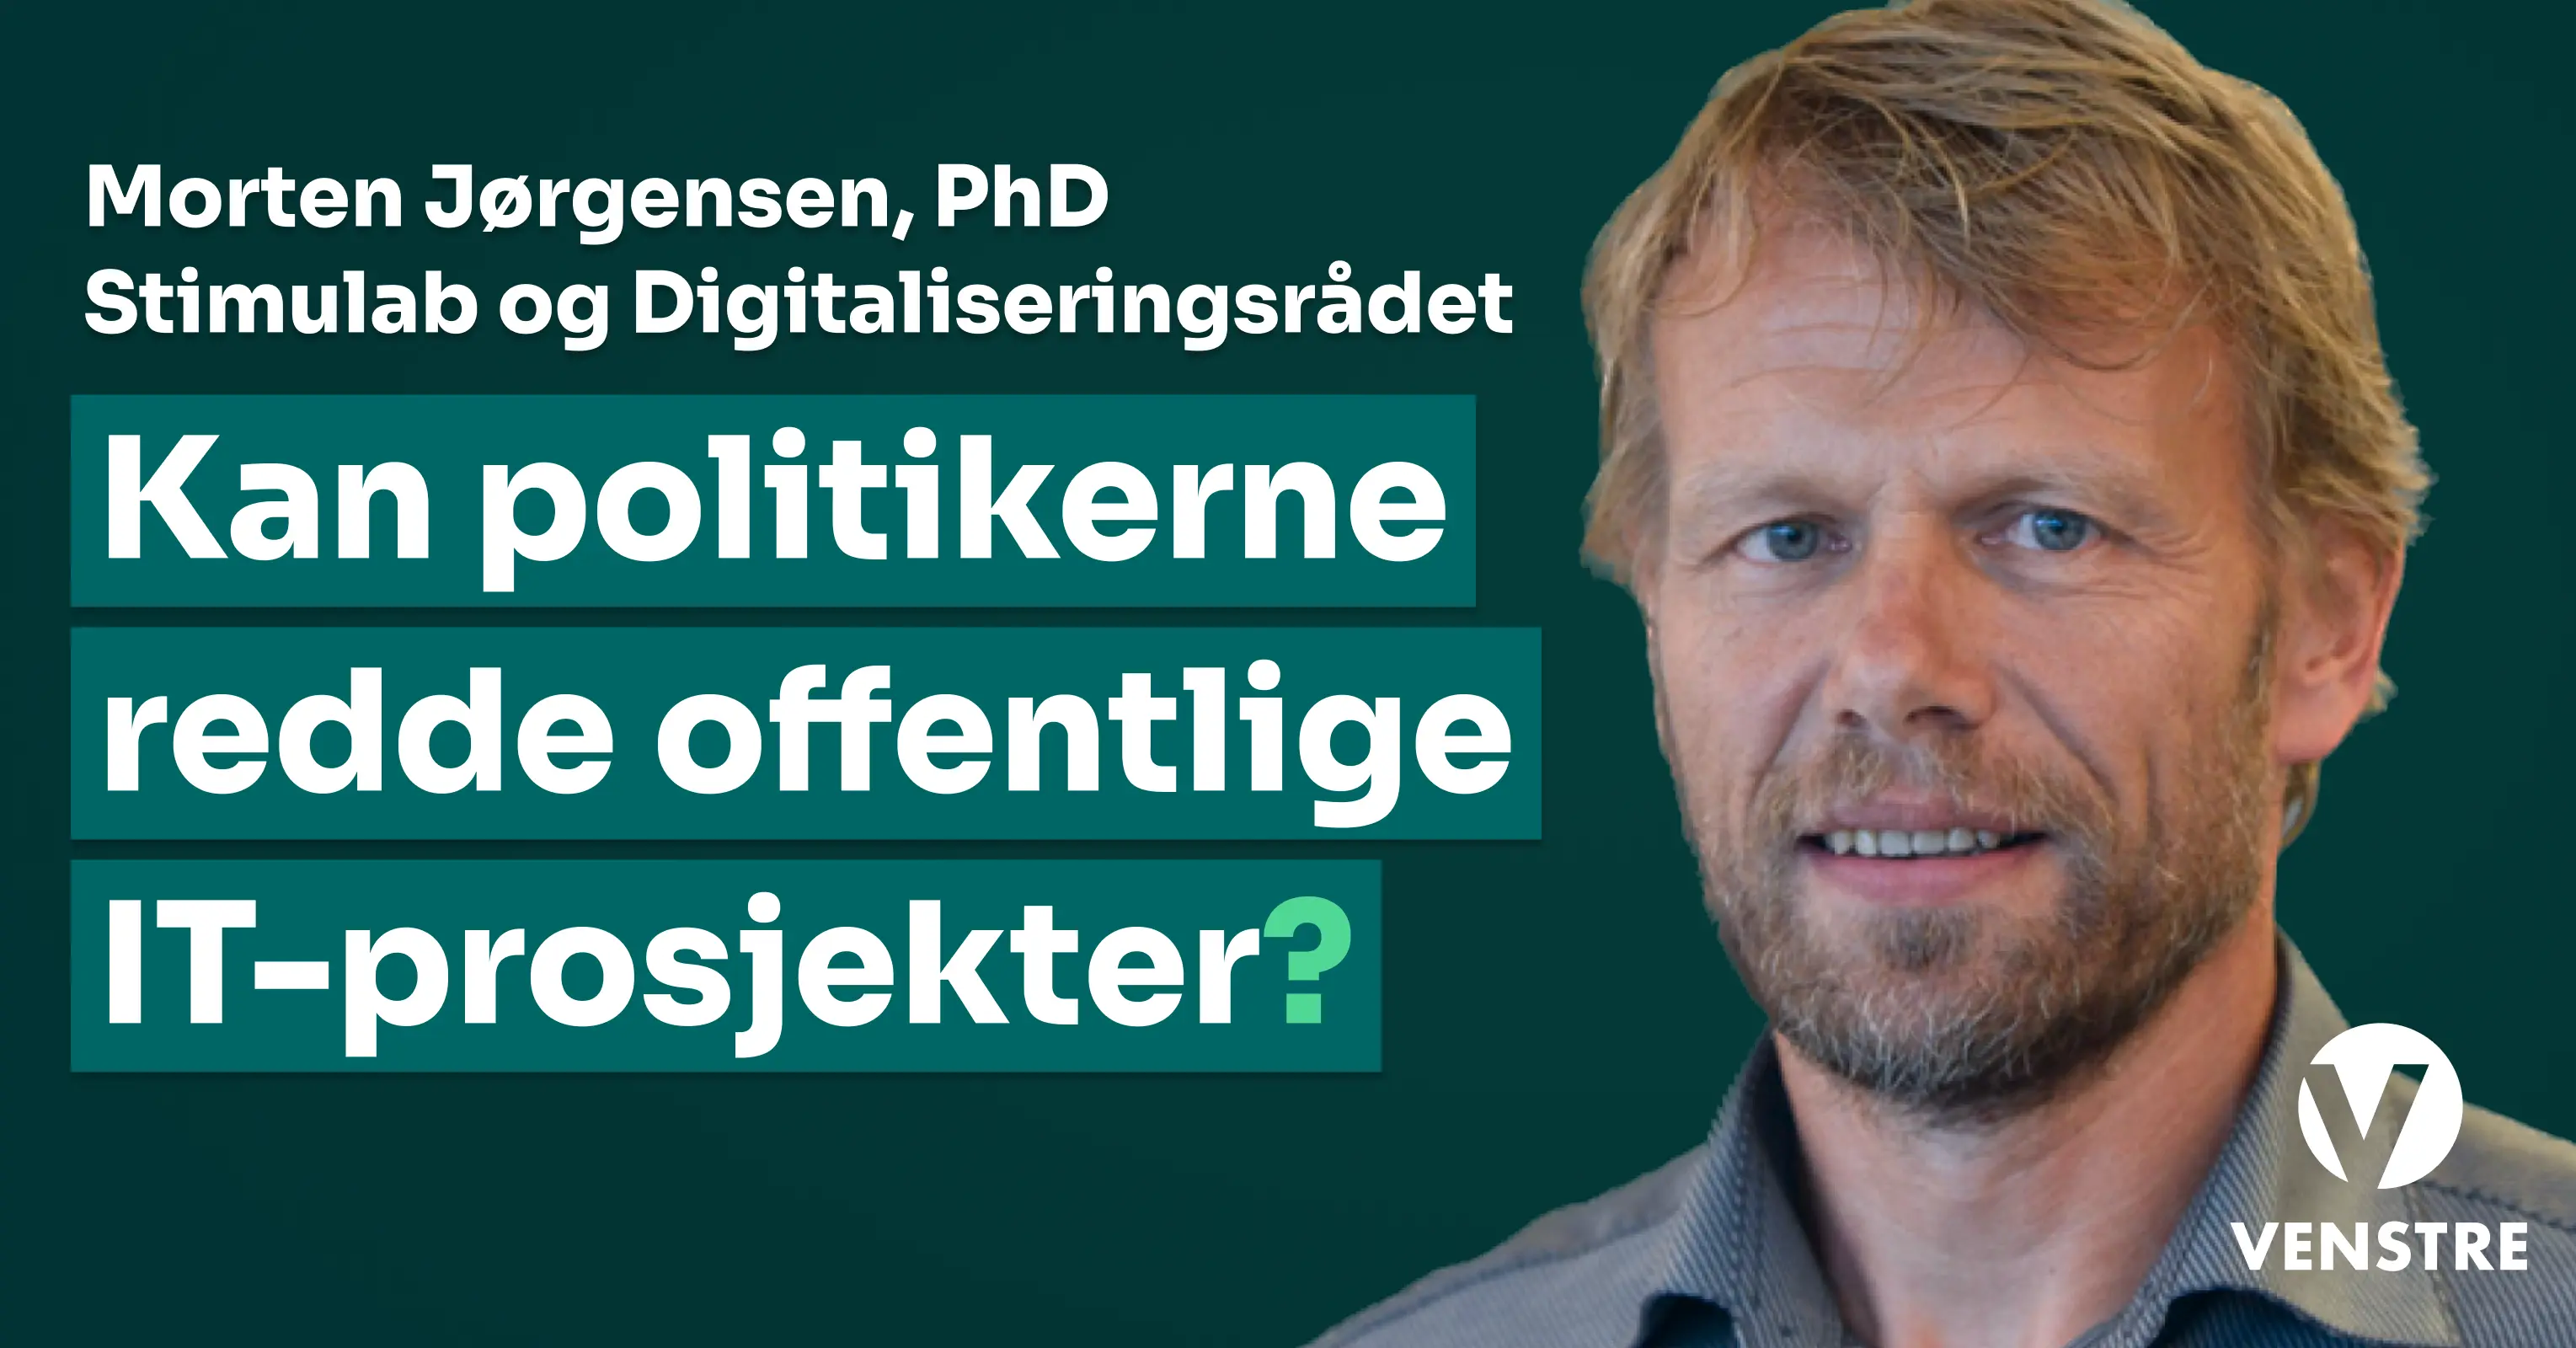 Morten Jørgensen, PhD
Stimulab og Digitaliseringsrådet
Kan politikerne
redde offentlige
IT-prosjekter?
V
VENSTRE